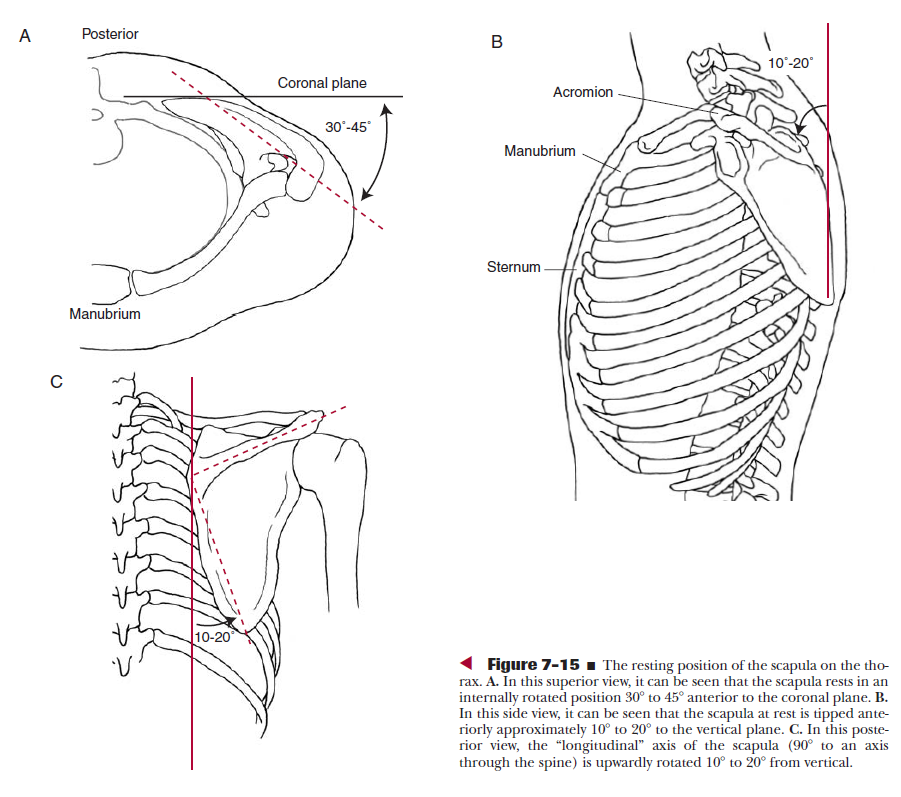 A
Posterior
Coronal plane
30˚-45˚
Manubrium
B
10˚-20˚
Acromion
Manubrium
Sternum
C
10-20˚
◀ Figure 7-15 ■ The resting position of the scapula on the tho-
rax. A. In this superior view, it can be seen that the scapula rests in an
internally rotated position 30° to 45° anterior to the coronal plane. B.
In this side view, it can be seen that the scapula at rest is tipped ante-
riorly approximately 10° to 20° to the vertical plane. C. In this poste-
rior view, the “longitudinal” axis of the scapula (90° to an axis
through the spine) is upwardly rotated 10° to 20° from vertical.